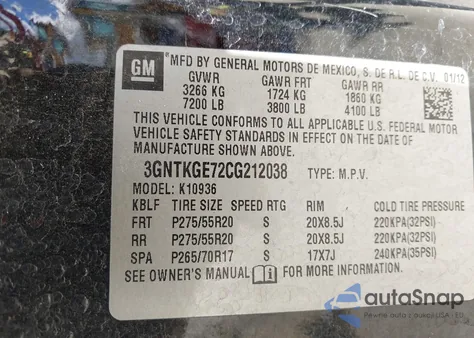 GM
MFD BY GENERAL MOTORS DE MEXICO, S. DE R.L. DE C.V. 01/12
GVWR GAWR FRT GAWR RR
3266 KG 1724 KG 1860 KG
7200 LB 3800 LB 4100 LB
THIS VEHICLE CONFORMS TO ALL APPLICABLE U.S. FEDERAL MOTOR
VEHICLE SAFETY STANDARDS IN EFFECT ON THE DATE OF
MANUFACTURE SHOWN ABOVE.
3GNTKGE72CG212038 TYPE: M.P.V.
MODEL: K10936
KBLF TIRE SIZE SPEED RTG RIM COLD TIRE PRESSURE
FRT P275/55R20 S 20X8.5J 220KPA(32PSI)
RR P275/55R20 S 20X8.5J 220KPA(32PSI)
SPA P265/70R17 S 17X7J 240KPA(35PSI)
SEE OWNER'S MANUAL i FOR MORE INFORMATION.
autoSnap
Pewne auto z USA i EU